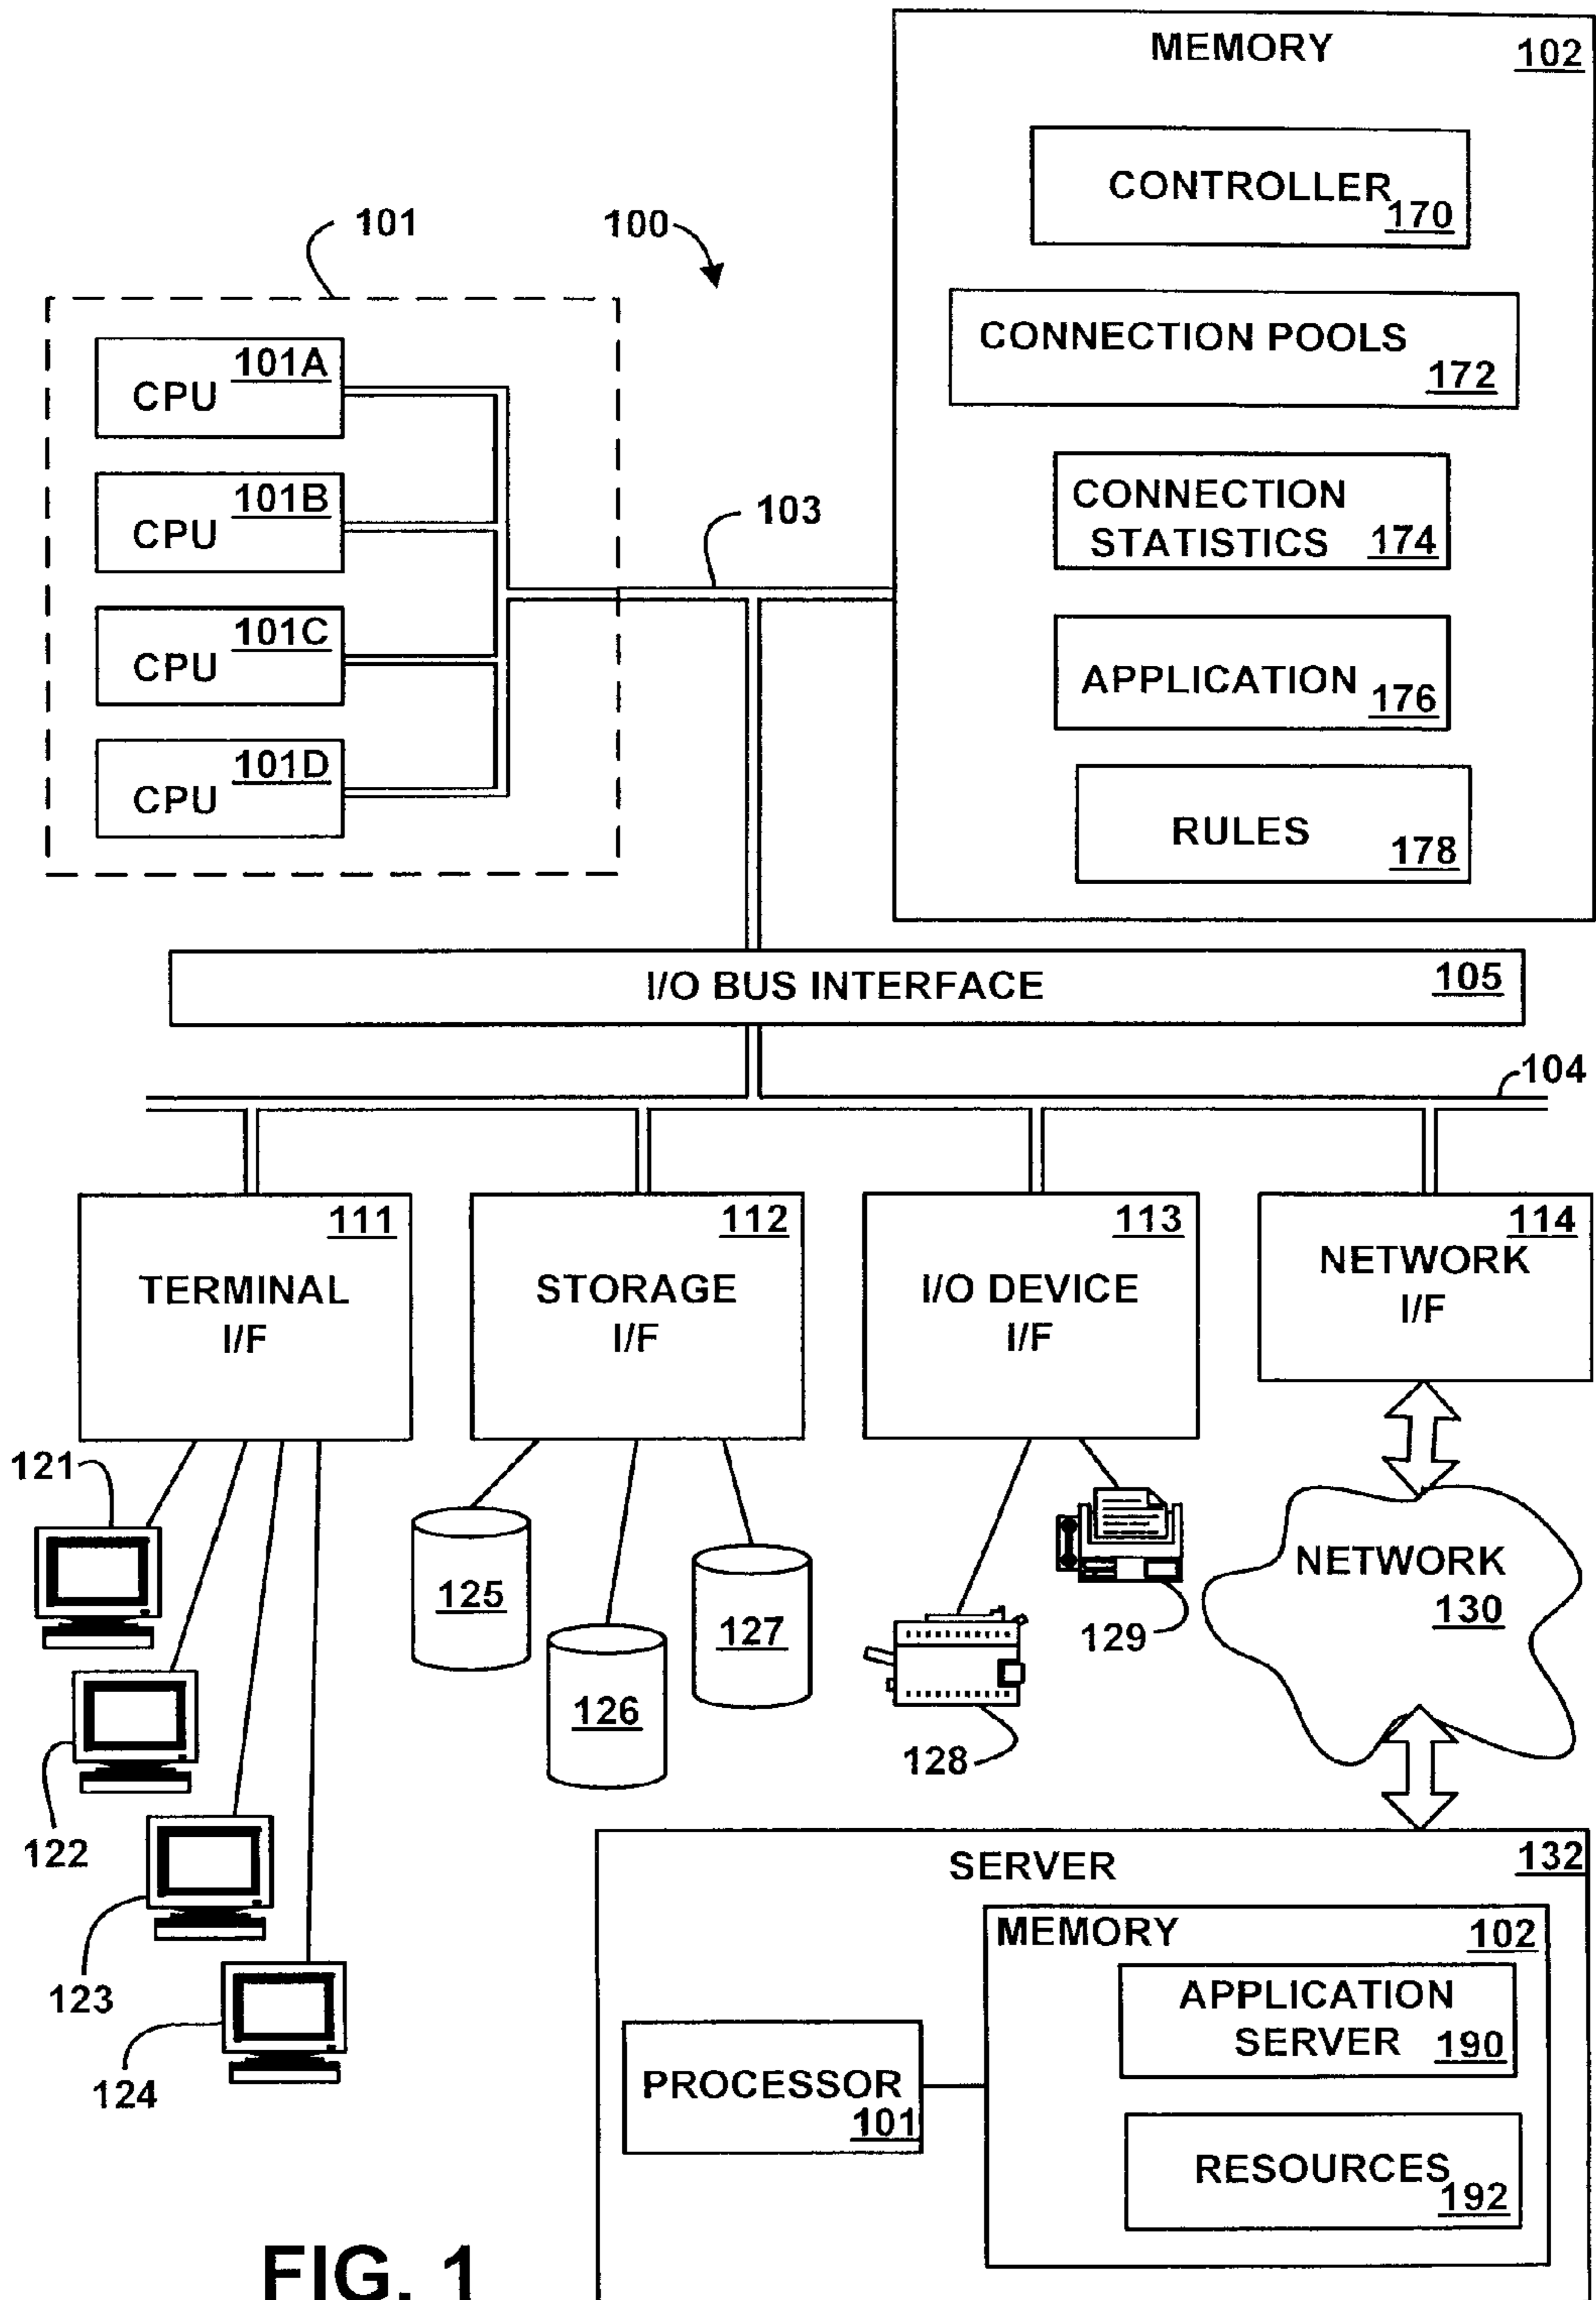 MEMORY 102
CONTROLLER 170
CONNECTION POOLS 172
CONNECTION
STATISTICS 174
APPLICATION 176
RULES 178
101
100
101A
CPU
101B
CPU
101C
CPU
101D
CPU
103
I/O BUS INTERFACE 105
104
111
TERMINAL
I/F
112
STORAGE
I/F
113
I/O DEVICE
I/F
114
NETWORK
I/F
121
122
123
124
125
126
127
128
129
NETWORK
130
SERVER 132
MEMORY 102
APPLICATION
SERVER 190
PROCESSOR
101
RESOURCES
192
FIG. 1